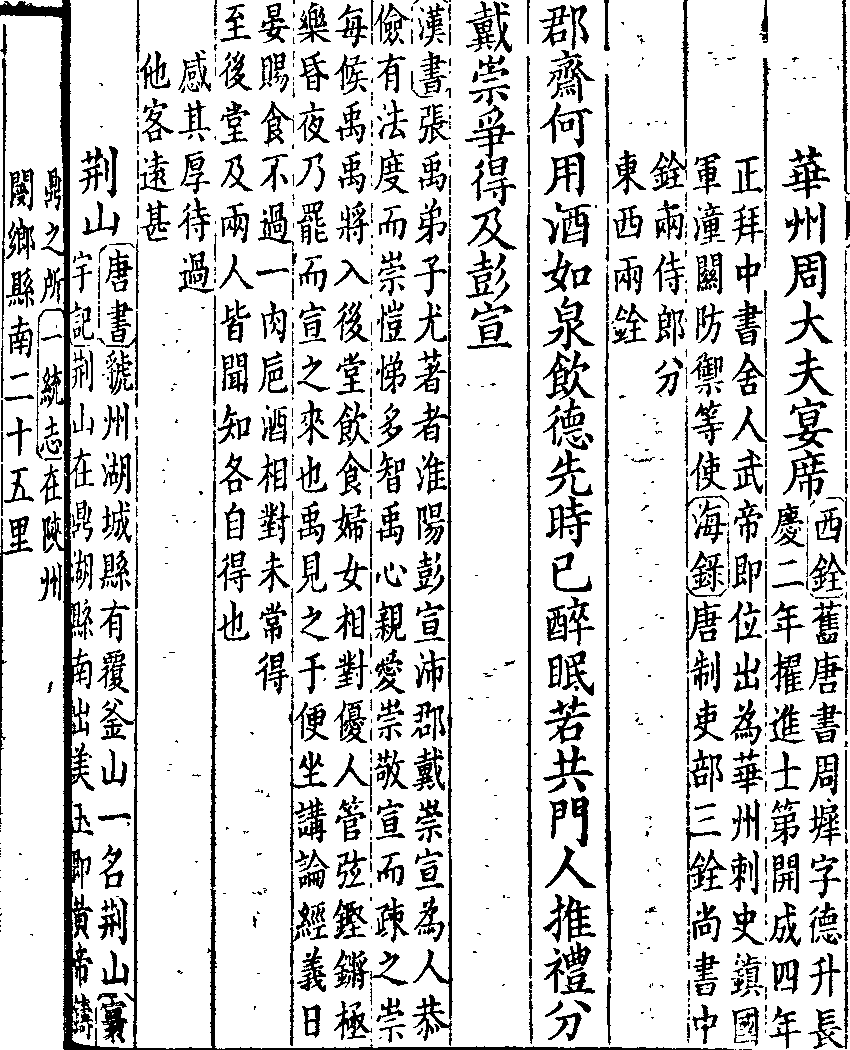 華州周大夫宴席
西銓舊唐書周墀字德升長
慶二年擢進士第開成四年
正拜中書舍人武帝即位出為華州刺史鎮國
軍潼關防禦等使海錄唐制吏部三銓尚書中
銓兩侍郎分
東西兩銓
郡齋何用酒如泉飲德先時已醉眠若共門人推禮分
戴崇爭得及彭宣
漢書張禹弟子尤著者淮陽彭宣沛郡戴崇宣為人恭
儉有法度而崇愷悌多智禹心親愛崇敬宣而疎之崇
每候禹禹將入後堂飲食婦女相對優人管弦鏗鏘極
樂昏夜乃罷而宣之來也禹見之于便坐講論經義日
晏賜食不過一肉巵酒相對未常得
至後堂及兩人皆聞知各自得也
感其厚待過
他客遠甚
荆山
唐書虢州湖城縣有覆釜山一名荆山寰
宇記荆山在鼎湖縣南出美玉即黄帝鑄
鼎之所一統志在陝州
閿鄉縣南二十五里